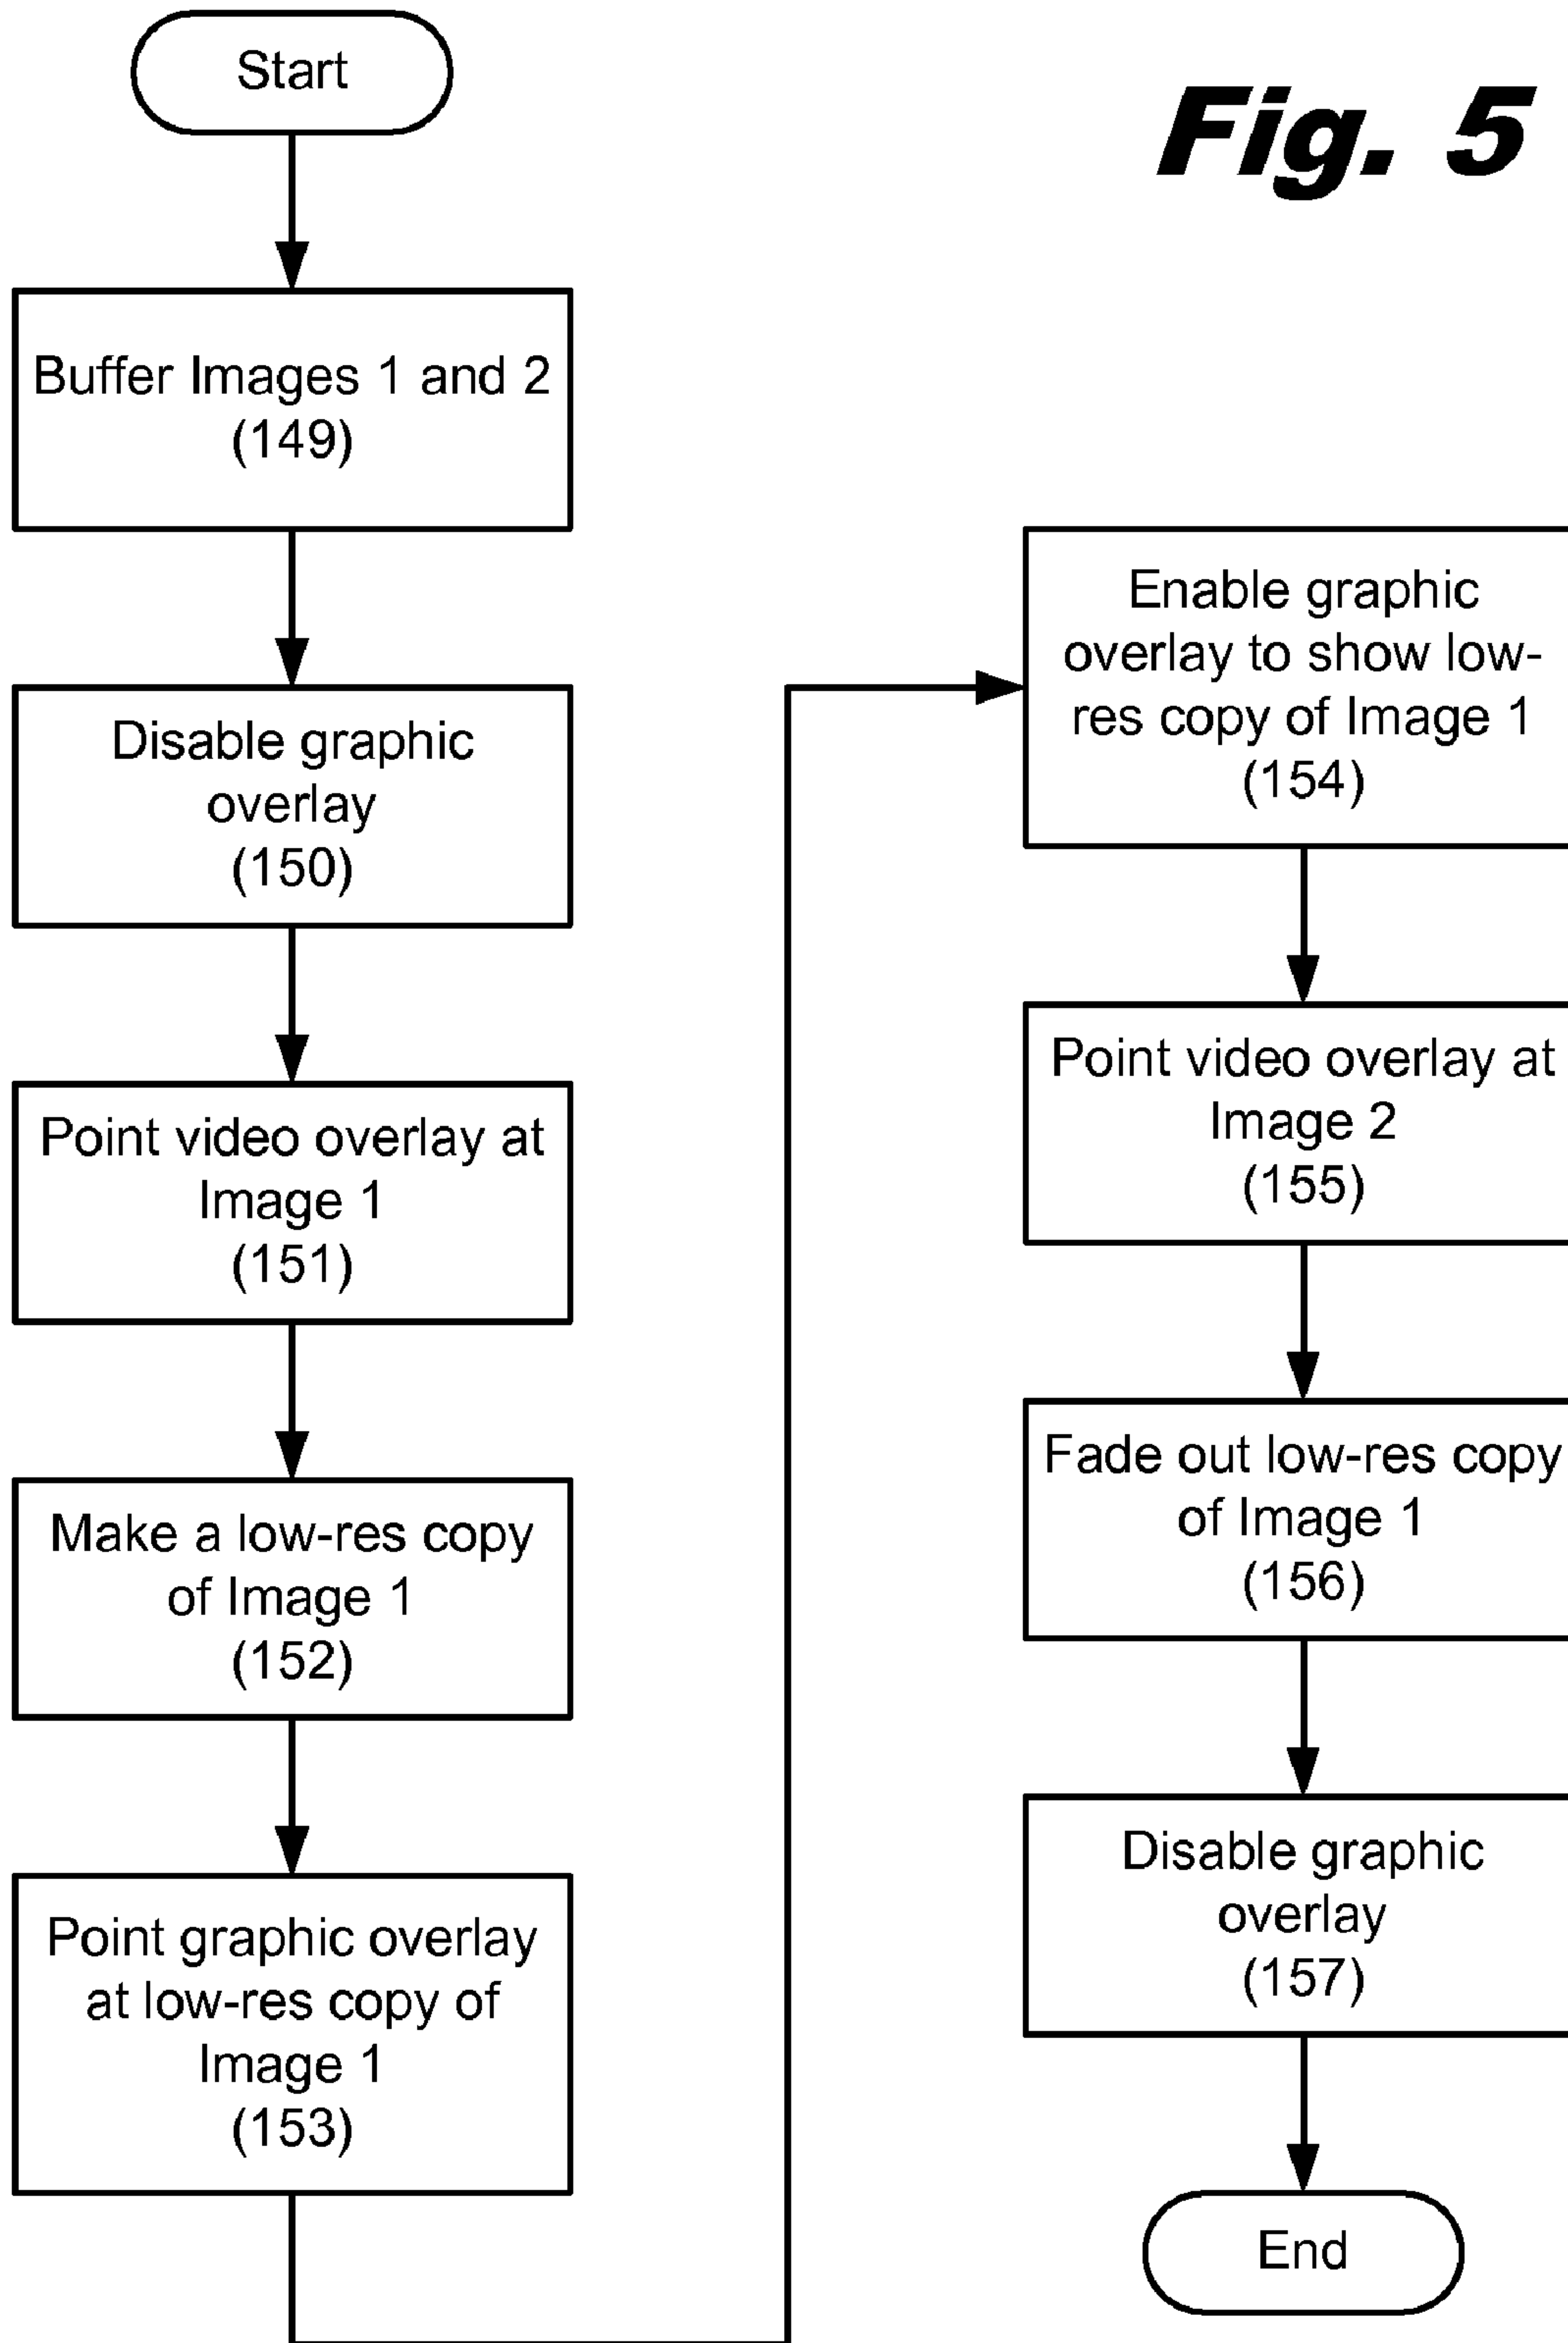 Fig. 5
Start
Buffer Images 1 and 2
(149)
Disable graphic
overlay
(150)
Point video overlay at
Image 1
(151)
Make a low-res copy
of Image 1
(152)
Point graphic overlay
at low-res copy of
Image 1
(153)
Enable graphic
overlay to show low-
res copy of Image 1
(154)
Point video overlay at
Image 2
(155)
Fade out low-res copy
of Image 1
(156)
Disable graphic
overlay
(157)
End